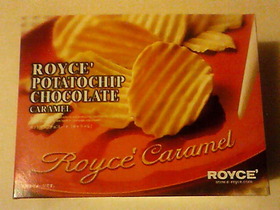 ROYCE'
POTATOCHIP
CHOCOLATE
CARAMEL
Royce' Caramel
ROYCE'